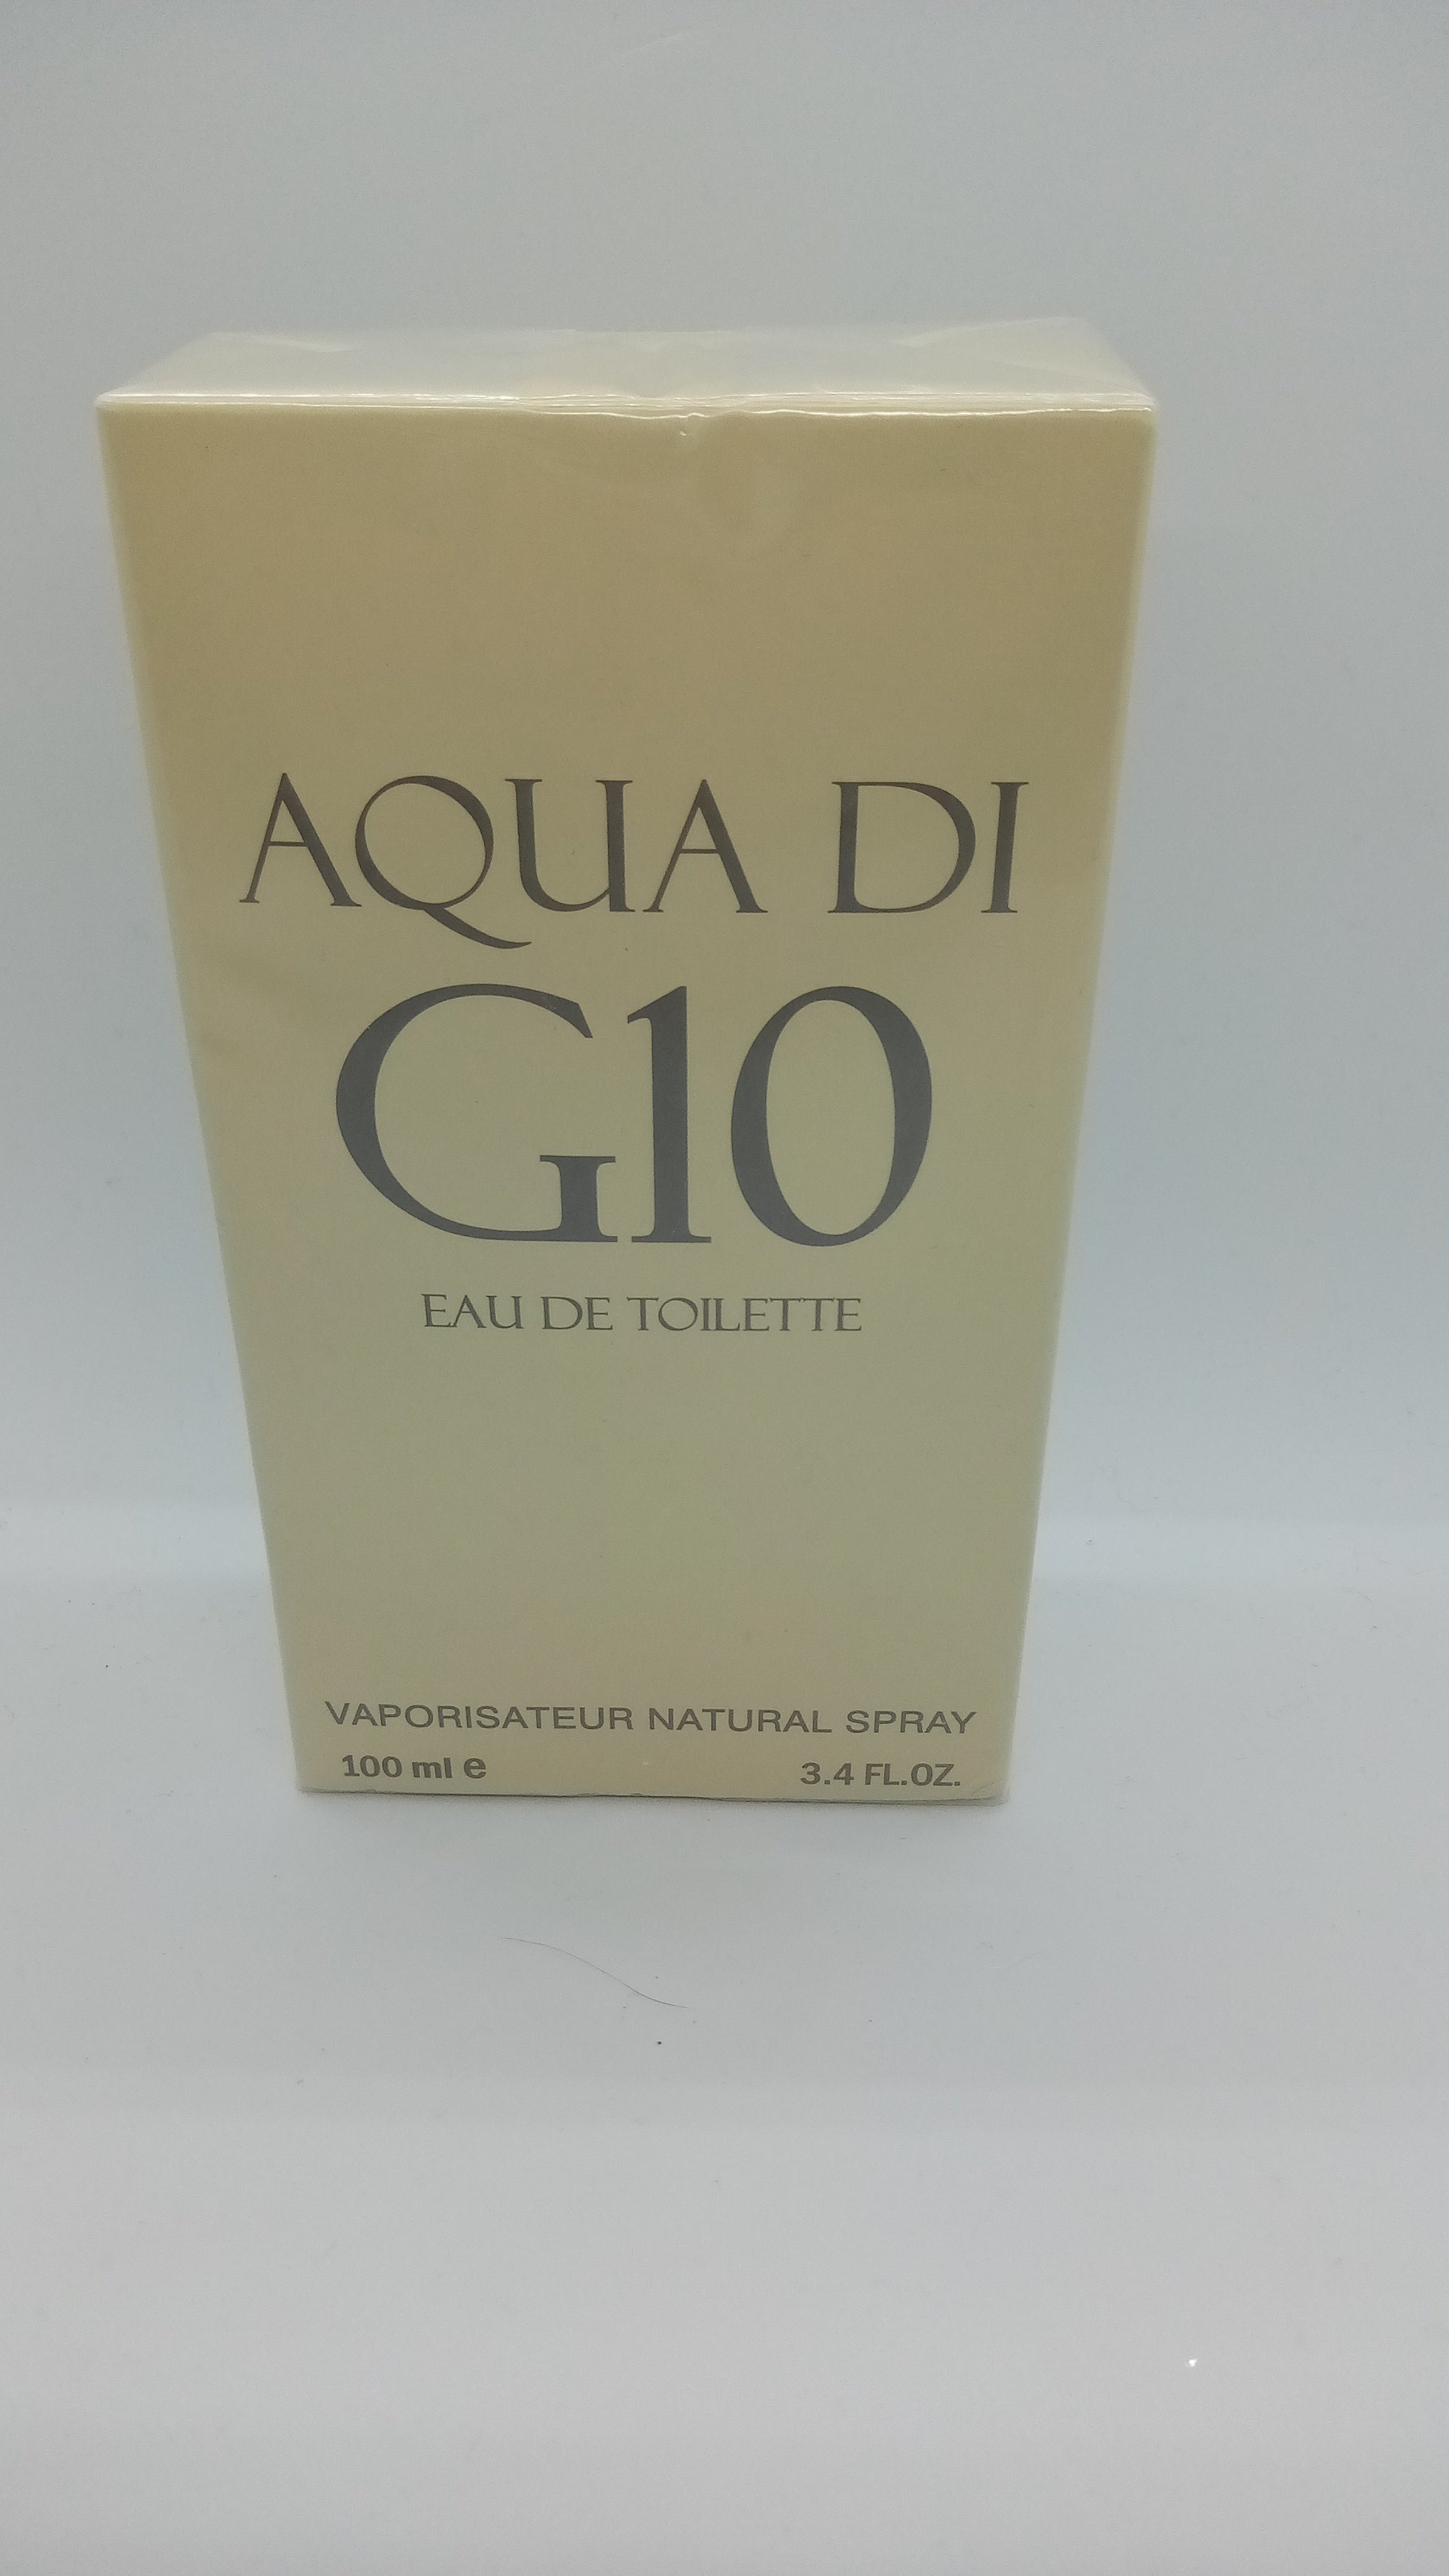 AQUA DI
G10
EAU DE TOILETTE
VAPORISATEUR NATURAL SPRAY
100 ml e 3.4 FL.OZ.